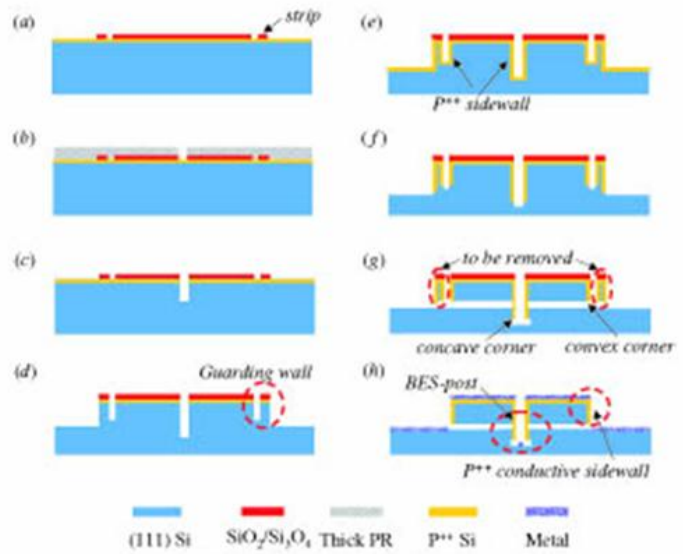 (a)
strip
(b)
(c)
(d)
Guarding wall
(e)
P++ sidewall
(f)
(g)
to be removed
concave corner
convex corner
(h)
BES-post
P++ conductive sidewall
(111) Si
SiO2/Si3O4
Thick PR
P++ Si
Metal